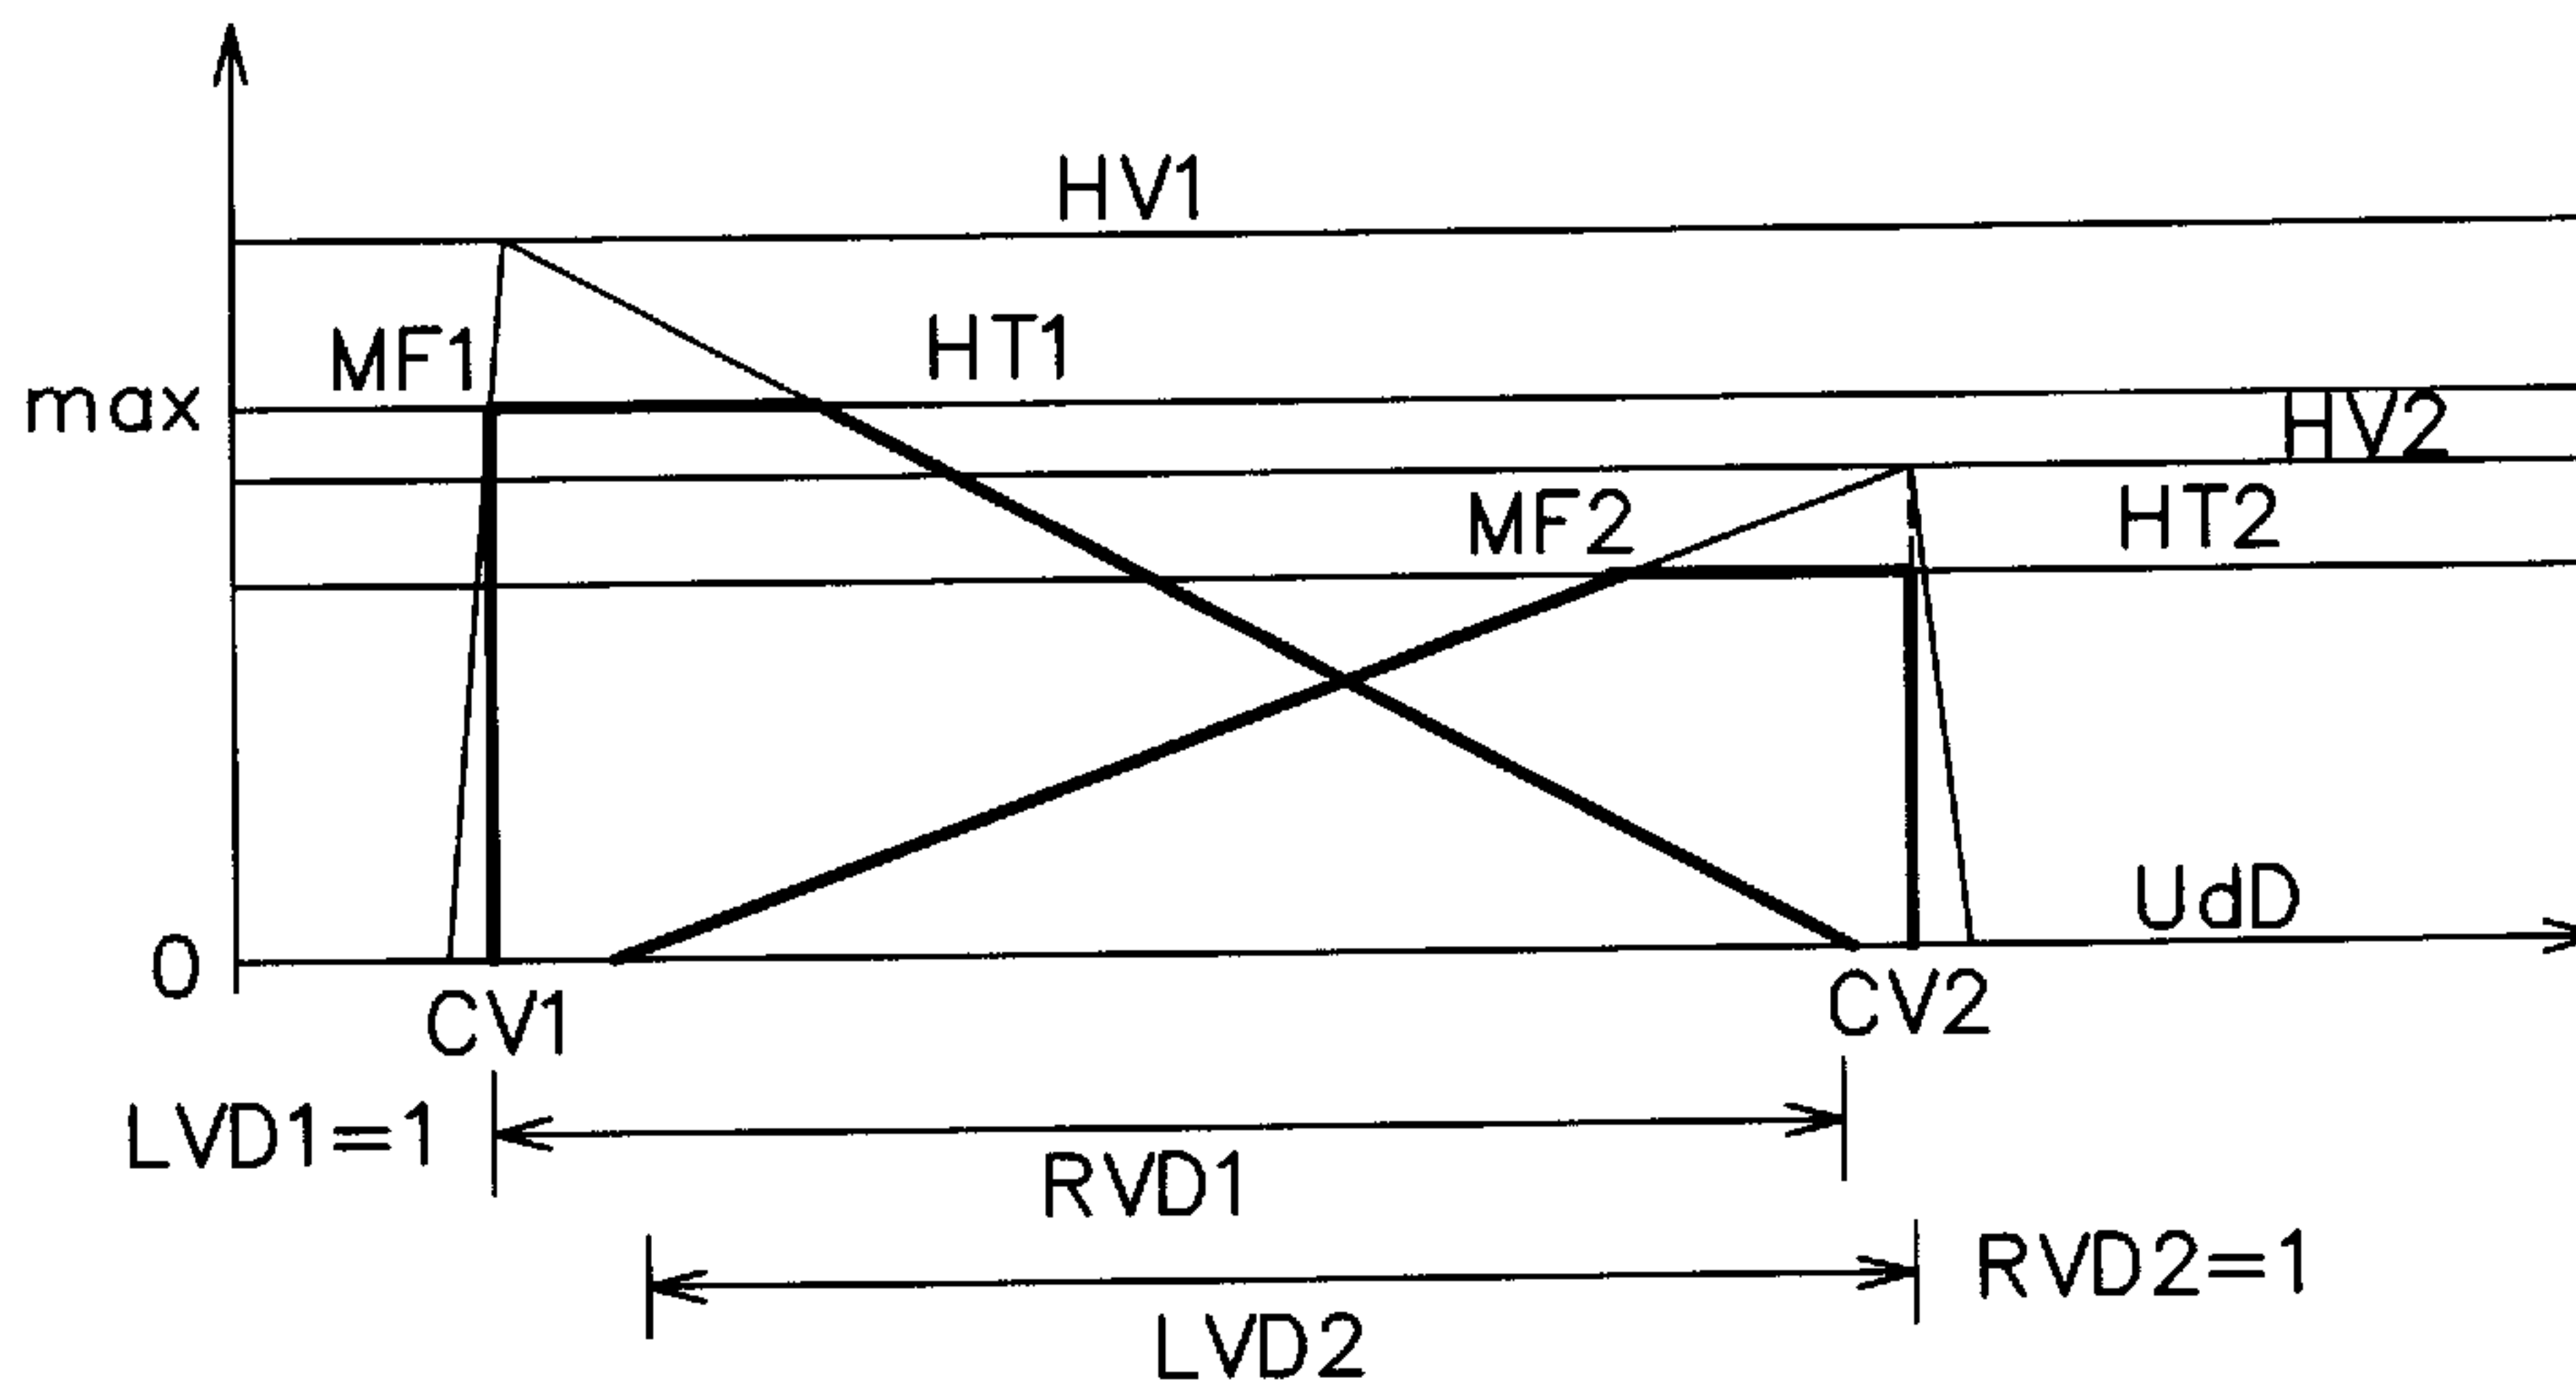 HV1
MF1
HT1
max
HV2
MF2
HT2
UdD
0
CV1
CV2
LVD1=1
RVD1
RVD2=1
LVD2